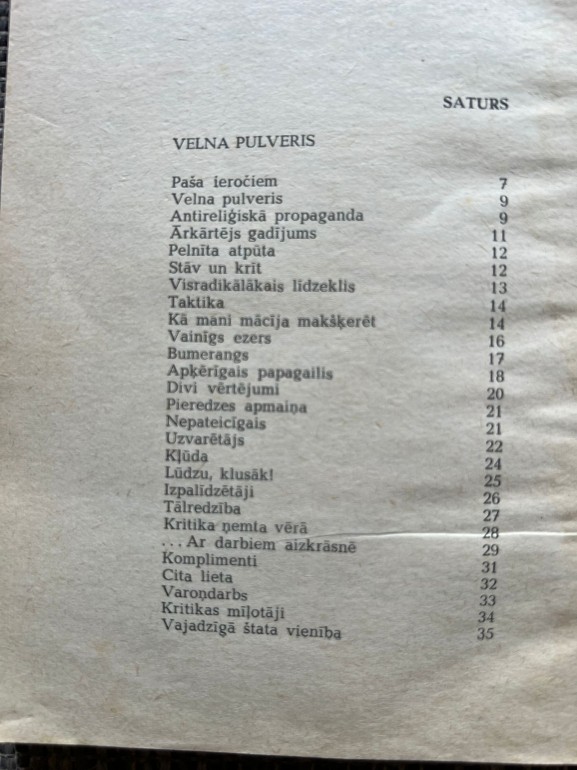 SATURS
VELNA PULVERIS
Paša ieročiem 7
Velna pulveris 9
Antireliģiskā propaganda 9
Ārkārtējs gadījums 11
Pelnīta atpūta 12
Stāv un krīt 12
Visradikālākais līdzeklis 13
Taktika 14
Kā mani mācīja makšķerēt 14
Vainīgs ezers 16
Bumerangs 17
Apķērīgais papagailis 18
Divi vērtējumi 20
Pieredzes apmaiņa 21
Nepateicīgais 21
Uzvarētājs 22
Kļūda 24
Lūdzu, klusāk! 25
Izpalīdzētāji 26
Tālredzība 27
Kritika ņemta vērā 28
... Ar darbiem aizkrāsnē 29
Komplimenti 31
Cita lieta 32
Varoņdarbs 33
Kritikas mīļotāji 34
Vajadzīgā štata vienība 35